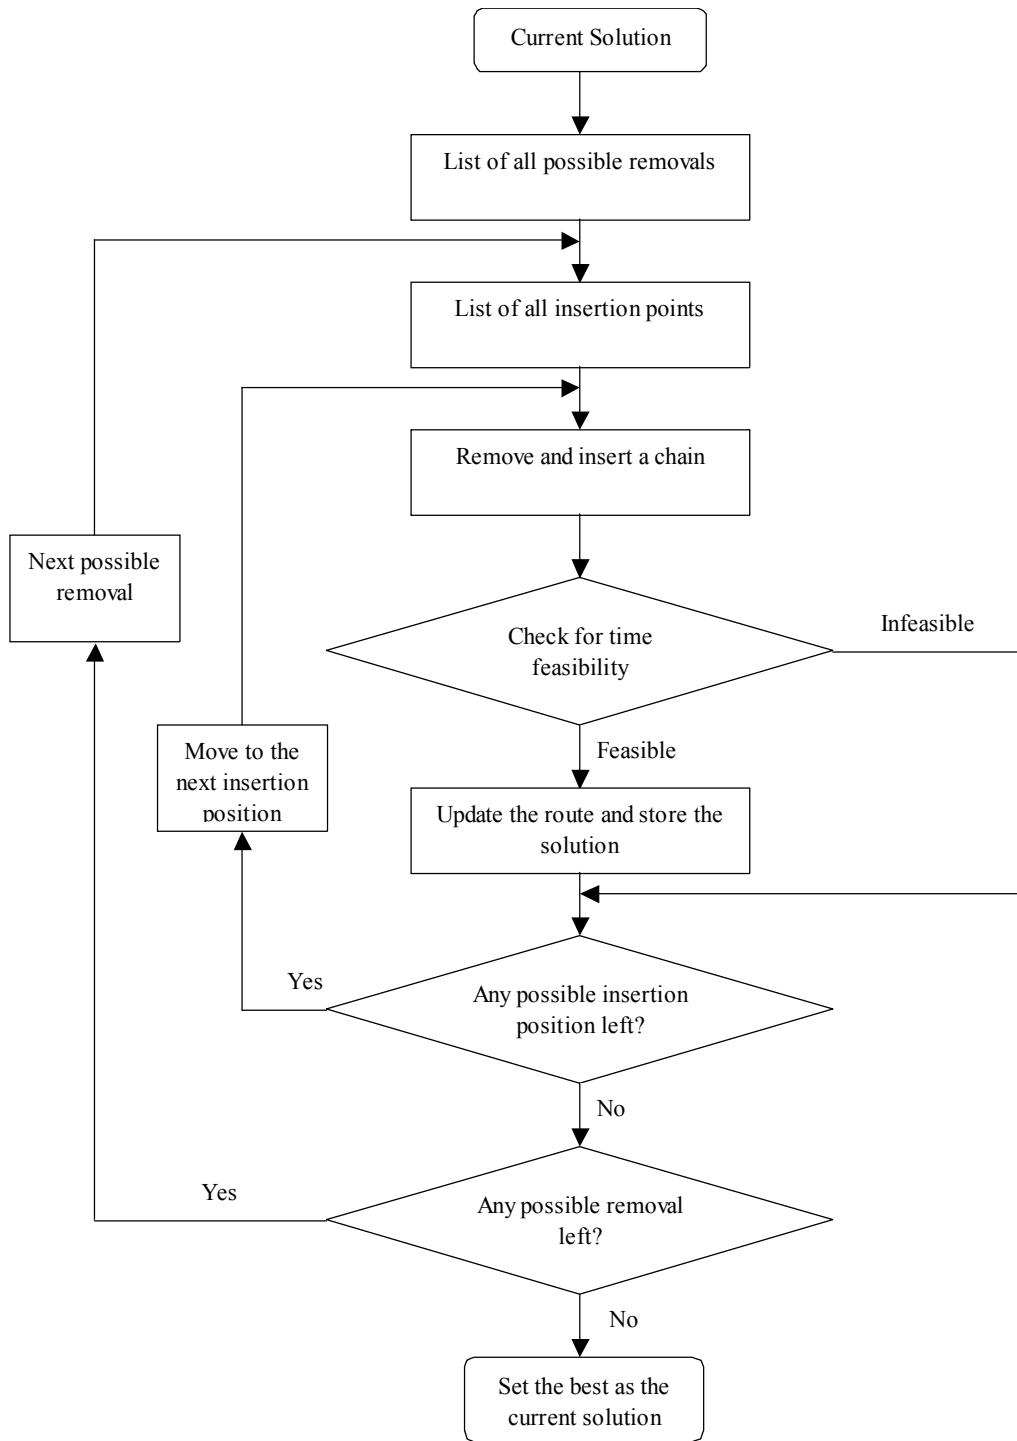 Current Solution
List of all possible removals
List of all insertion points
Remove and insert a chain
Next possible
removal
Check for time
feasibility
Infeasible
Feasible
Move to the
next insertion
position
Update the route and store the
solution
Yes
Any possible insertion
position left?
No
Yes
Any possible removal
left?
No
Set the best as the
current solution